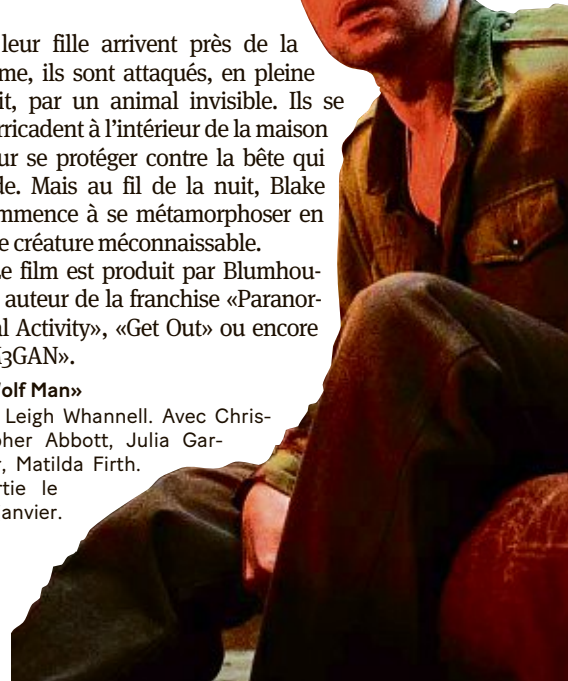 leur fille arrivent près de la
me, ils sont attaqués, en pleine
it, par un animal invisible. Ils se
rricadent à l'intérieur de la maison
ur se protéger contre la bête qui
de. Mais au fil de la nuit, Blake
mmence à se métamorphoser en
e créature méconnaissable.
e film est produit par Blumhou-
auteur de la franchise «Paranor-
l Activity», «Get Out» ou encore
3GAN».
olf Man»
Leigh Whannell. Avec Chris-
pher Abbott, Julia Gar-
, Matilda Firth.
rtie le
anvier.